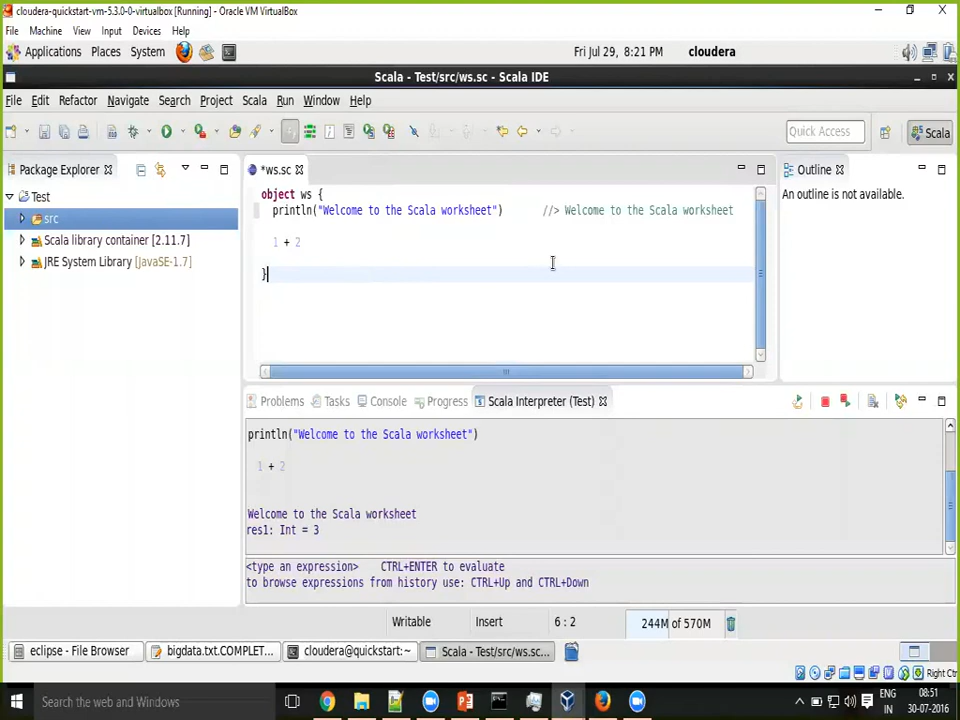 cloudera-quickstart-vm-5.3.0-0-virtualbox [Running] - Oracle VM VirtualBox
File Machine View Input Devices Help
Applications Places System Fri Jul 29, 8:21 PM cloudera
Scala - Test/src/ws.sc - Scala IDE
File Edit Refactor Navigate Search Project Scala Run Window Help
Quick Access Scala
Package Explorer *ws.sc Outline
Test
src
Scala library container [2.11.7]
JRE System Library [JavaSE-1.7]
object ws {
println("Welcome to the Scala worksheet") //> Welcome to the Scala worksheet
1 + 2
}
An outline is not available.
Problems Tasks Console Progress Scala Interpreter (Test)
println("Welcome to the Scala worksheet")
1 + 2
Welcome to the Scala worksheet
res1: Int = 3
<type an expression> CTRL+ENTER to evaluate
to browse expressions from history use: CTRL+Up and CTRL+Down
Writable Insert 6 : 2 244M of 570M
eclipse - File Browser bigdata.txt.COMPLET... cloudera@quickstart:~ Scala - Test/src/ws.sc...
Right Ctrl
Search the web and Windows
ENG 08:51
IN 30-07-2016